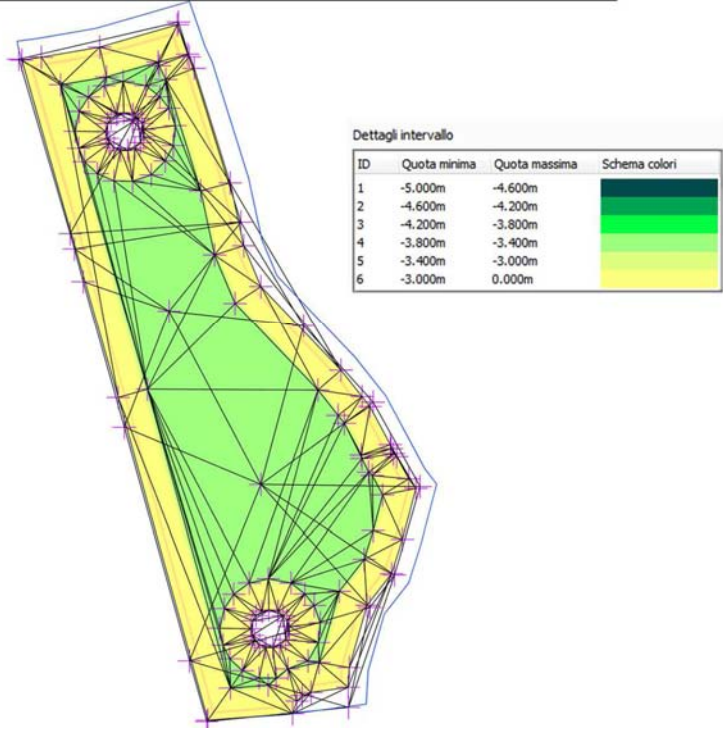 Dettagli intervallo
ID Quota minima Quota massima Schema colori
1 -5.000m -4.600m
2 -4.600m -4.200m
3 -4.200m -3.800m
4 -3.800m -3.400m
5 -3.400m -3.000m
6 -3.000m 0.000m